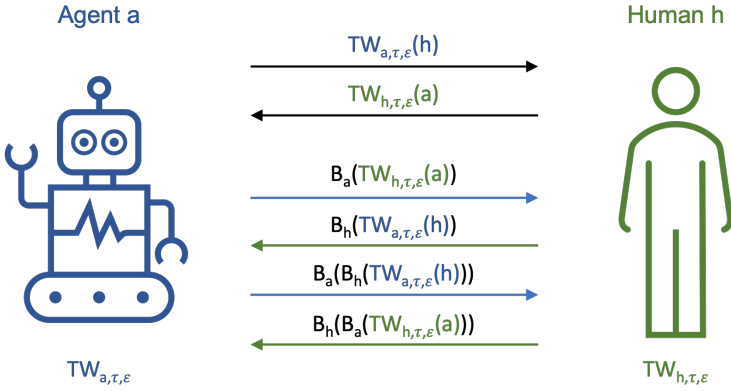 Agent a
Human h
TWa,τ,ε(h)
TWh,τ,ε(a)
Ba(TWh,τ,ε(a))
Bh(TWa,τ,ε(h))
Ba(Bh(TWa,τ,ε(h)))
Bh(Ba(TWh,τ,ε(a)))
TWa,τ,ε
TWh,τ,ε